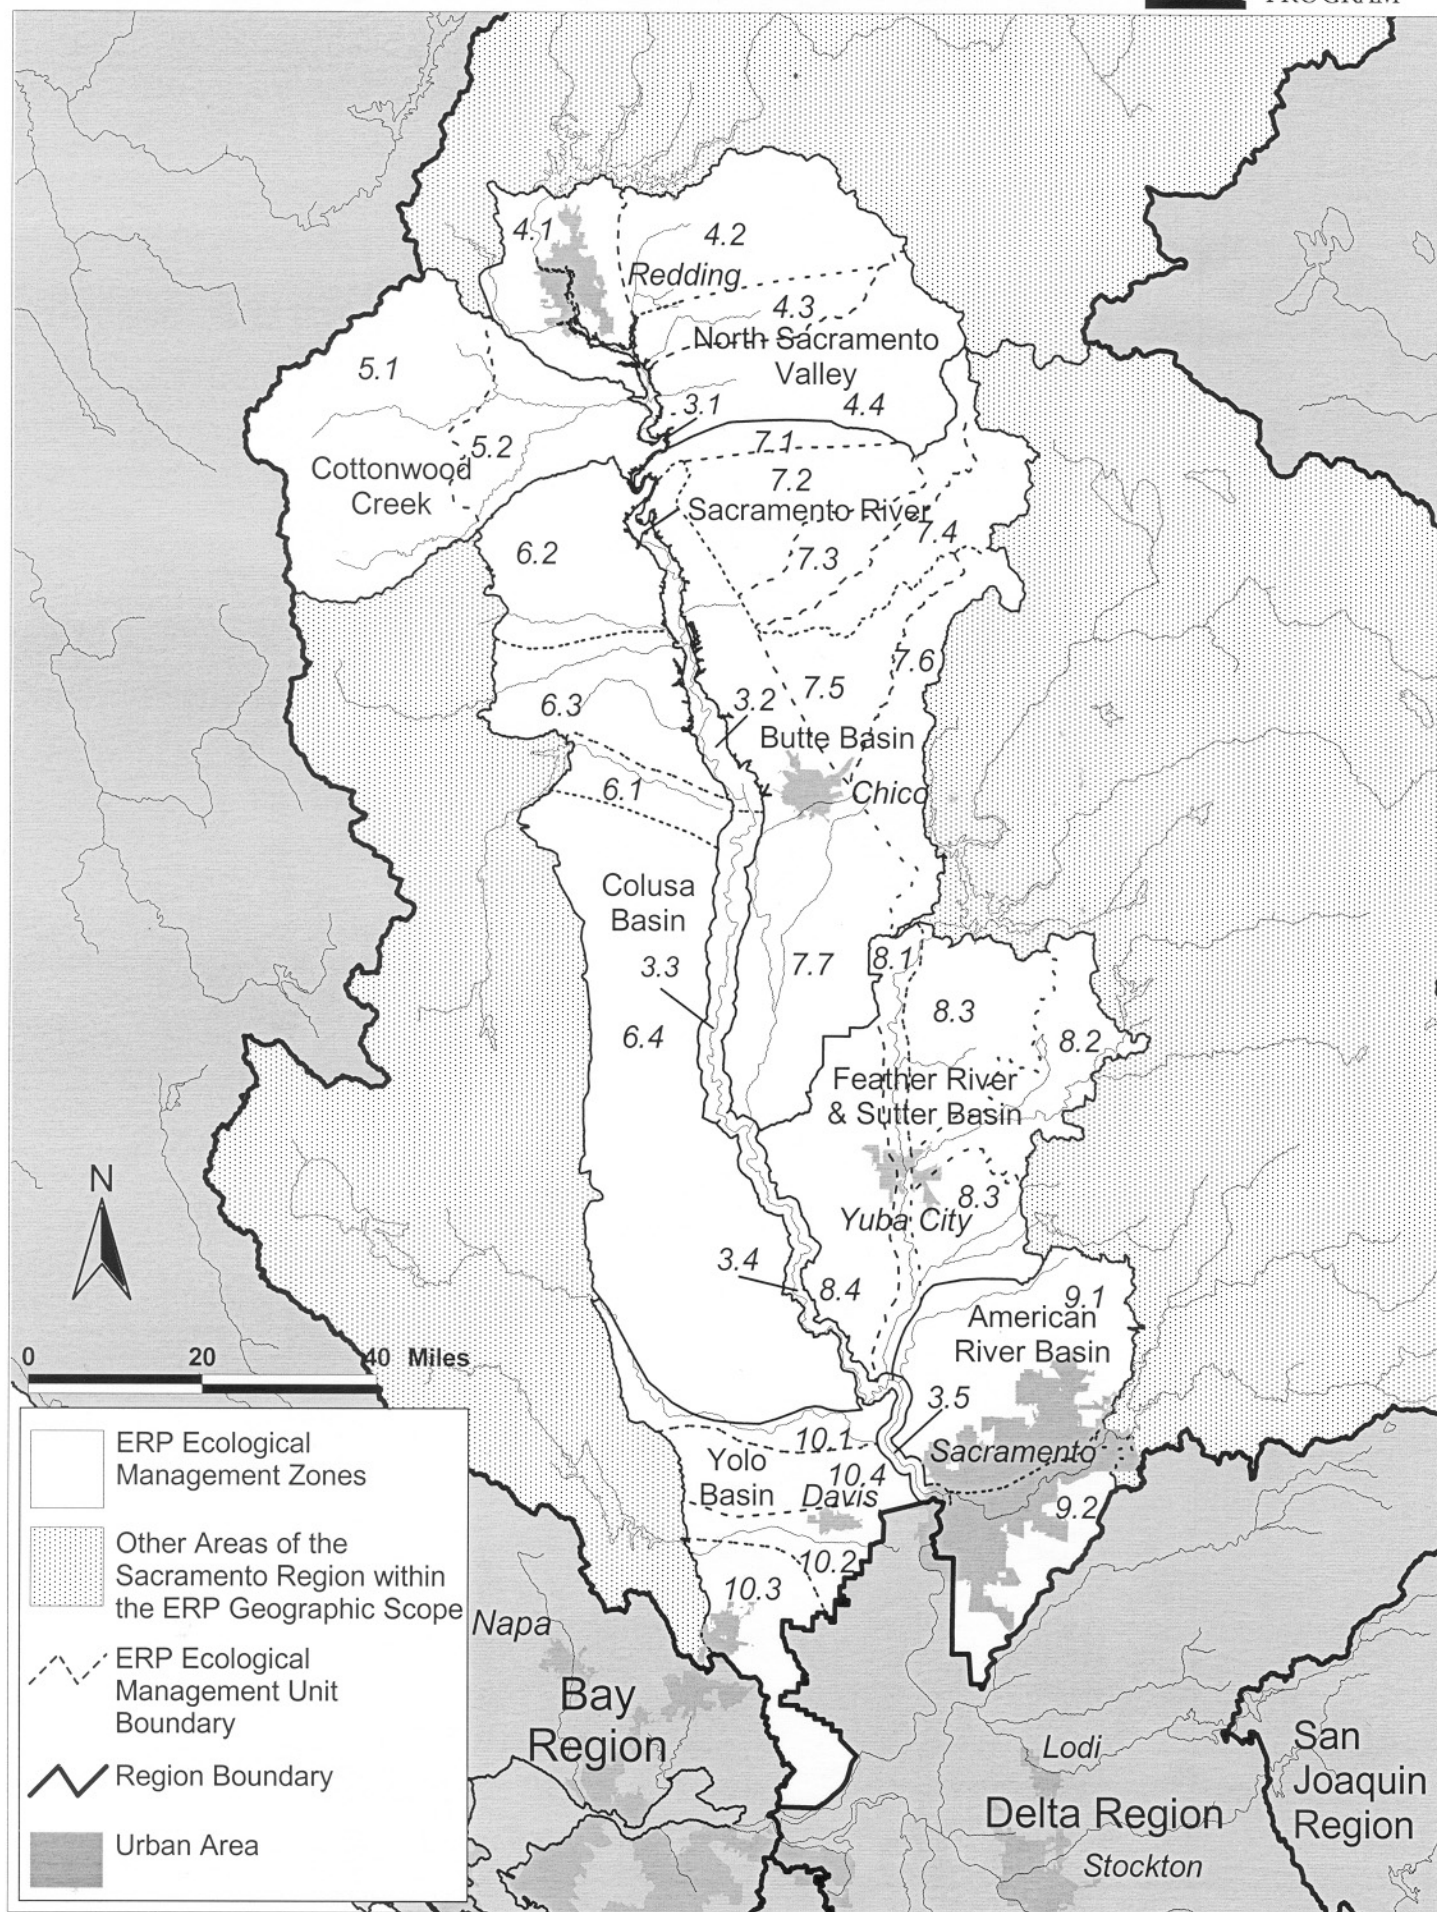 PROGRAM
4.1
4.2
Redding
4.3
North Sacramento
Valley
5.1
4.4
3.1
7.1
5.2
Cottonwood
Creek
7.2
Sacramento River
7.4
6.2
7.3
7.6
7.5
3.2
6.3
Butte Basin
6.1
Chico
Colusa
Basin
3.3
7.7
8.1
8.3
6.4
8.2
Feather River
& Sutter Basin
N
8.3
Yuba City
3.4
8.4
9.1
American
River Basin
0 20 40 Miles
3.5
10.1
Sacramento
Yolo
Basin
10.4
Davis
9.2
10.2
10.3
ERP Ecological
Management Zones
Other Areas of the
Sacramento Region within
the ERP Geographic Scope
ERP Ecological
Management Unit
Boundary
Region Boundary
Urban Area
Napa
Bay
Region
Lodi
San
Joaquin
Region
Delta Region
Stockton